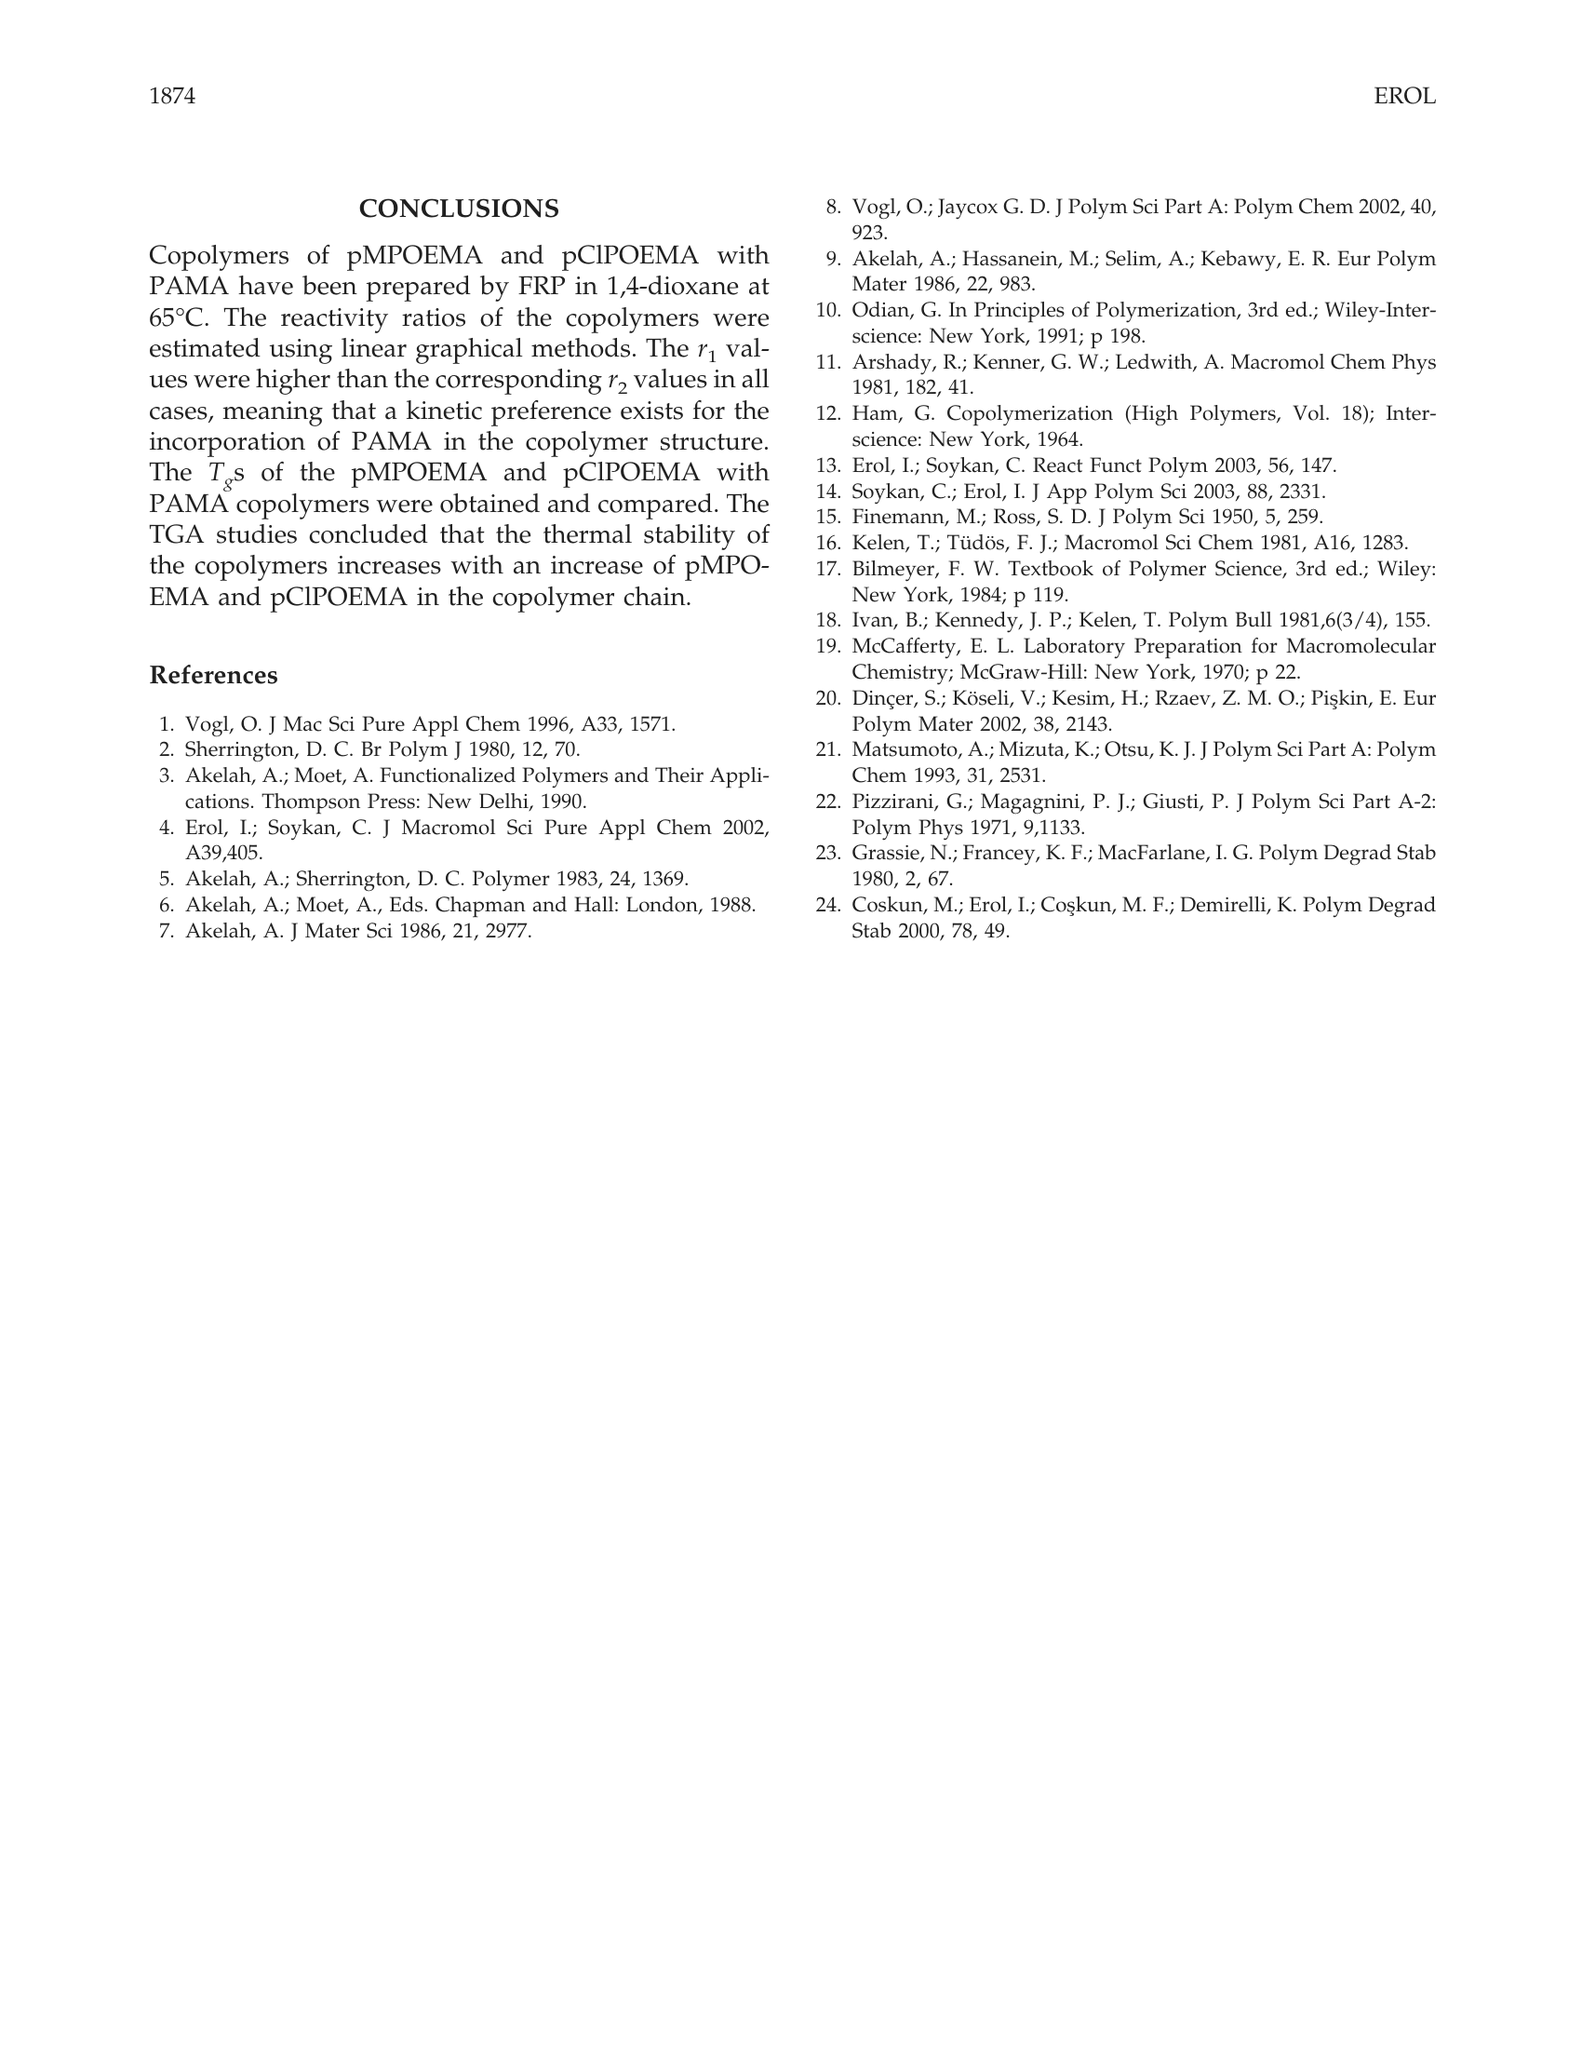 1874
EROL
CONCLUSIONS
Copolymers of pMPOEMA and pClPOEMA with
PAMA have been prepared by FRP in 1,4-dioxane at
65°C. The reactivity ratios of the copolymers were
estimated using linear graphical methods. The r1 val-
ues were higher than the corresponding r2 values in all
cases, meaning that a kinetic preference exists for the
incorporation of PAMA in the copolymer structure.
The Tgs of the pMPOEMA and pClPOEMA with
PAMA copolymers were obtained and compared. The
TGA studies concluded that the thermal stability of
the copolymers increases with an increase of pMPO-
EMA and pClPOEMA in the copolymer chain.
References
1. Vogl, O. J Mac Sci Pure Appl Chem 1996, A33, 1571.
2. Sherrington, D. C. Br Polym J 1980, 12, 70.
3. Akelah, A.; Moet, A. Functionalized Polymers and Their Appli-
cations. Thompson Press: New Delhi, 1990.
4. Erol, I.; Soykan, C. J Macromol Sci Pure Appl Chem 2002,
A39,405.
5. Akelah, A.; Sherrington, D. C. Polymer 1983, 24, 1369.
6. Akelah, A.; Moet, A., Eds. Chapman and Hall: London, 1988.
7. Akelah, A. J Mater Sci 1986, 21, 2977.
8. Vogl, O.; Jaycox G. D. J Polym Sci Part A: Polym Chem 2002, 40,
923.
9. Akelah, A.; Hassanein, M.; Selim, A.; Kebawy, E. R. Eur Polym
Mater 1986, 22, 983.
10. Odian, G. In Principles of Polymerization, 3rd ed.; Wiley-Inter-
science: New York, 1991; p 198.
11. Arshady, R.; Kenner, G. W.; Ledwith, A. Macromol Chem Phys
1981, 182, 41.
12. Ham, G. Copolymerization (High Polymers, Vol. 18); Inter-
science: New York, 1964.
13. Erol, I.; Soykan, C. React Funct Polym 2003, 56, 147.
14. Soykan, C.; Erol, I. J App Polym Sci 2003, 88, 2331.
15. Finemann, M.; Ross, S. D. J Polym Sci 1950, 5, 259.
16. Kelen, T.; Tüdös, F. J.; Macromol Sci Chem 1981, A16, 1283.
17. Bilmeyer, F. W. Textbook of Polymer Science, 3rd ed.; Wiley:
New York, 1984; p 119.
18. Ivan, B.; Kennedy, J. P.; Kelen, T. Polym Bull 1981,6(3/4), 155.
19. McCafferty, E. L. Laboratory Preparation for Macromolecular
Chemistry; McGraw-Hill: New York, 1970; p 22.
20. Dinçer, S.; Köseli, V.; Kesim, H.; Rzaev, Z. M. O.; Pişkin, E. Eur
Polym Mater 2002, 38, 2143.
21. Matsumoto, A.; Mizuta, K.; Otsu, K. J. J Polym Sci Part A: Polym
Chem 1993, 31, 2531.
22. Pizzirani, G.; Magagnini, P. J.; Giusti, P. J Polym Sci Part A-2:
Polym Phys 1971, 9,1133.
23. Grassie, N.; Francey, K. F.; MacFarlane, I. G. Polym Degrad Stab
1980, 2, 67.
24. Coskun, M.; Erol, I.; Coşkun, M. F.; Demirelli, K. Polym Degrad
Stab 2000, 78, 49.